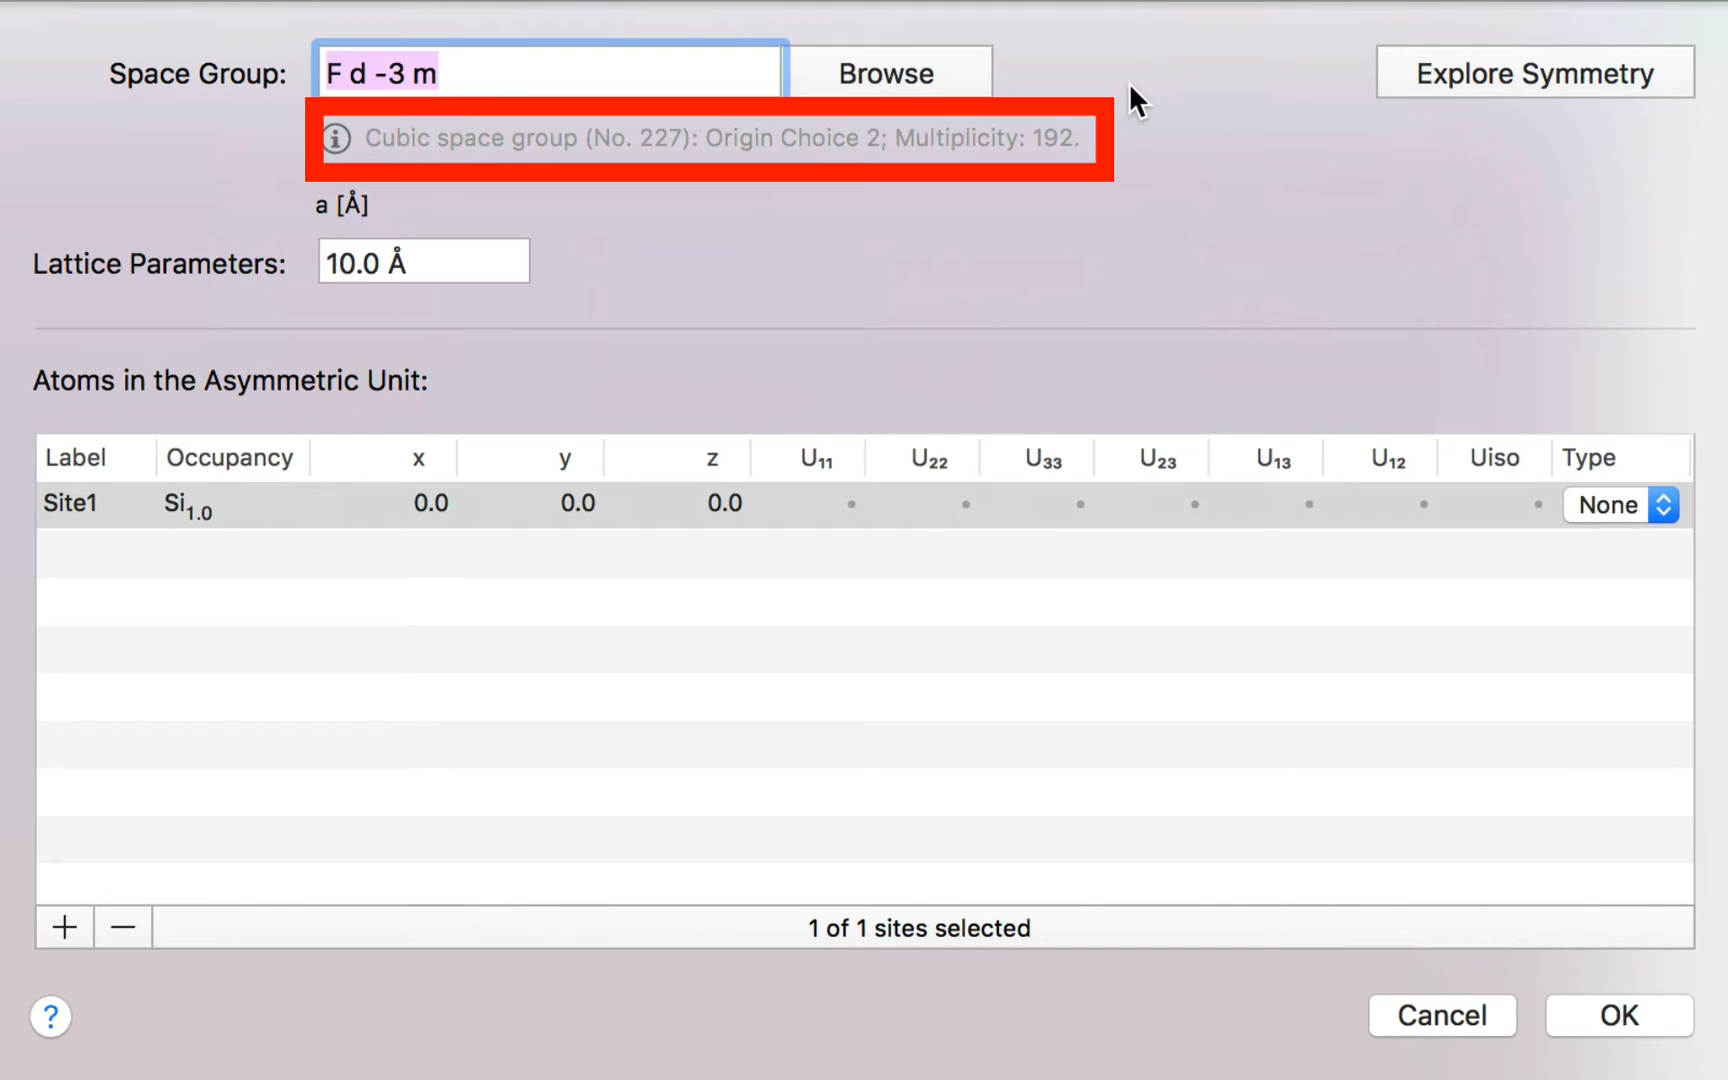 Space Group: F d -3 m Browse Explore Symmetry
Cubic space group (No. 227): Origin Choice 2; Multiplicity: 192.
a [Å]
Lattice Parameters: 10.0 Å
Atoms in the Asymmetric Unit:
Label Occupancy x y z U₁₁ U₂₂ U₃₃ U₂₃ U₁₃ U₁₂ Uiso Type
Site1 Si₁.₀ 0.0 0.0 0.0 • • • • • • • None
+ − 1 of 1 sites selected
? Cancel OK